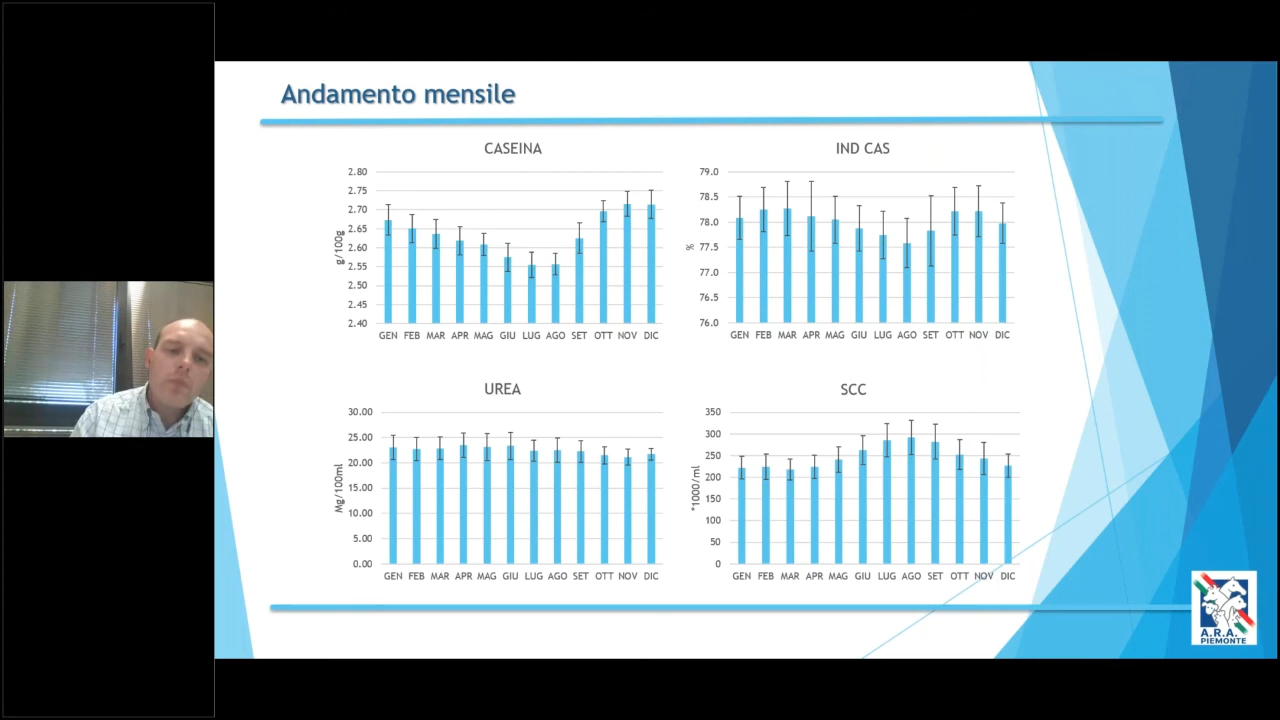 Andamento mensile
CASEINA
g/100g
2.80
2.75
2.70
2.65
2.60
2.55
2.50
2.45
2.40
GEN FEB MAR APR MAG GIU LUG AGO SET OTT NOV DIC
IND CAS
%
79.0
78.5
78.0
77.5
77.0
76.5
76.0
GEN FEB MAR APR MAG GIU LUG AGO SET OTT NOV DIC
UREA
Mg/100ml
30.00
25.00
20.00
15.00
10.00
5.00
0.00
GEN FEB MAR APR MAG GIU LUG AGO SET OTT NOV DIC
SCC
*1000/ml
350
300
250
200
150
100
50
0
GEN FEB MAR APR MAG GIU LUG AGO SET OTT NOV DIC
A.R.A.
PIEMONTE